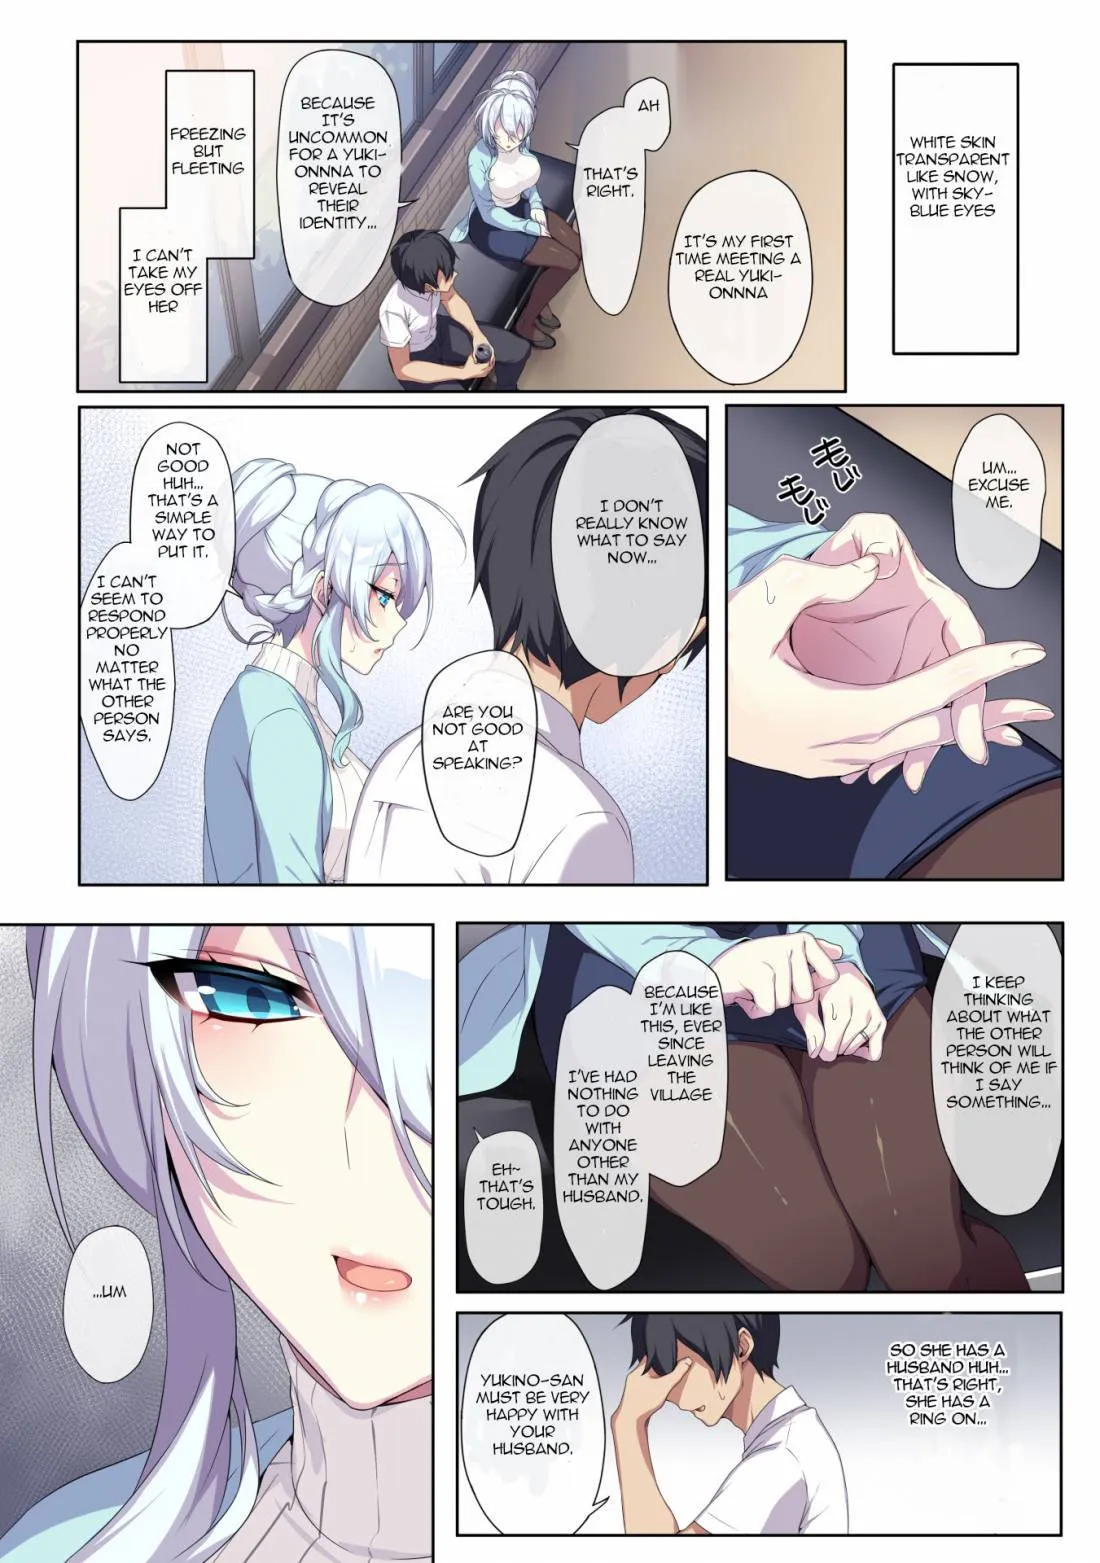 WHITE SKIN
TRANSPARENT
LIKE SNOW,
WITH SKY-
BLUE EYES
IT'S MY FIRST
TIME MEETING A
REAL YUKI-
ONNNA
AH
THAT'S
RIGHT.
BECAUSE
IT'S
UNCOMMON
FOR A YUKI-
ONNNA TO
REVEAL
THEIR
IDENTITY...
FREEZING
BUT
FLEETING
I CAN'T
TAKE MY
EYES OFF
HER
UM...
EXCUSE
ME.
もじ
もじ
I DON'T
REALLY KNOW
WHAT TO SAY
NOW...
ARE YOU
NOT GOOD
AT
SPEAKING?
NOT
GOOD
HUH...
THAT'S A
SIMPLE
WAY TO
PUT IT.
I CAN'T
SEEM TO
RESPOND
PROPERLY
NO
MATTER
WHAT THE
OTHER
PERSON
SAYS.
I KEEP
THINKING
ABOUT WHAT
THE OTHER
PERSON WILL
THINK OF ME IF
I SAY
SOMETHING...
BECAUSE
I'M LIKE
THIS, EVER
SINCE
LEAVING
THE
VILLAGE
I'VE HAD
NOTHING
TO DO
WITH
ANYONE
OTHER
THAN MY
HUSBAND.
EH~
THAT'S
TOUGH.
SO SHE HAS A
HUSBAND HUH...
THAT'S RIGHT,
SHE HAS A
RING ON...
YUKINO-SAN
MUST BE VERY
HAPPY WITH
YOUR
HUSBAND.
...UM